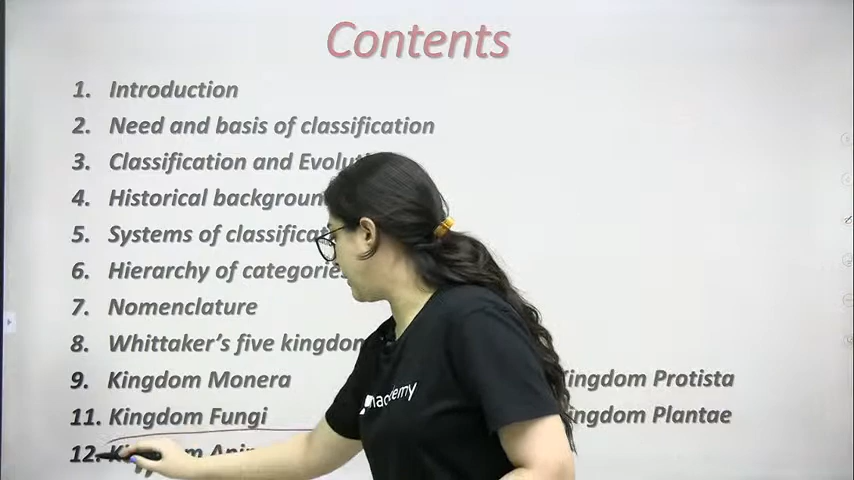 Contents
1. Introduction
2. Need and basis of classification
3. Classification and
4. Historical
5. Systems of
6. Hierarchy of
7. Nomenclature
8. Whittaker's five
9. Kingdom Monera
Protista
11. Kingdom Fungi
Plantae
12.